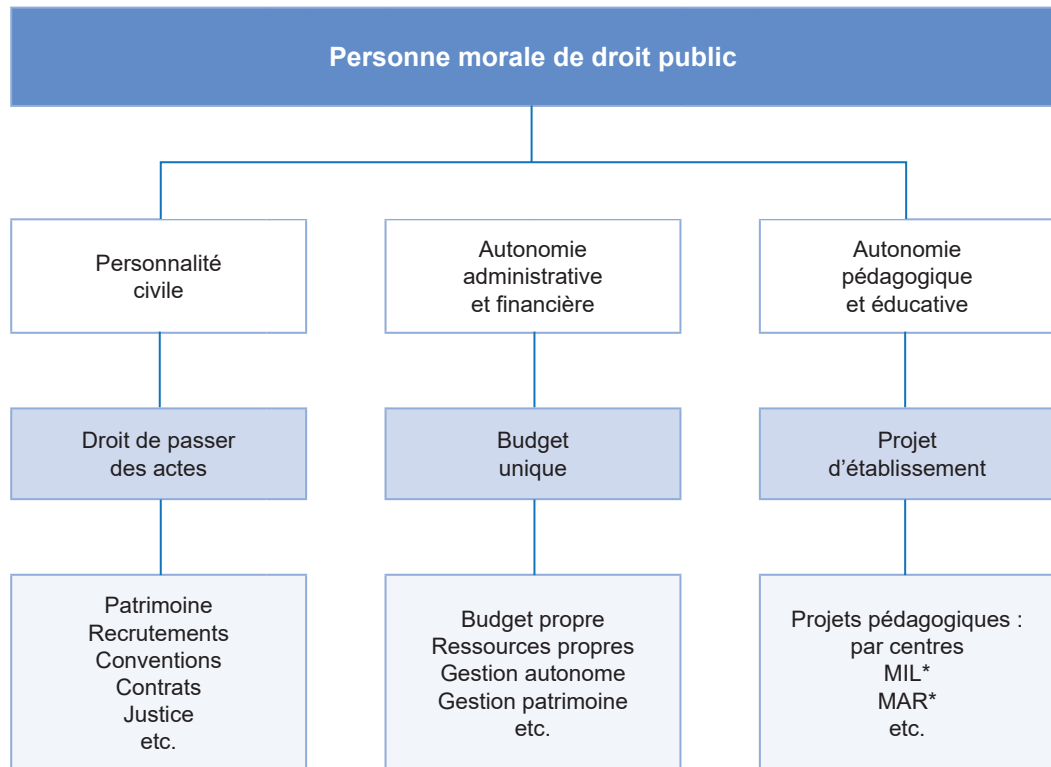 Personne morale de droit public
Personnalité
civile
Autonomie
administrative
et financière
Autonomie
pédagogique
et éducative
Droit de passer
des actes
Budget
unique
Projet
d’établissement
Patrimoine
Recrutements
Conventions
Contrats
Justice
etc.
Budget propre
Ressources propres
Gestion autonome
Gestion patrimoine
etc.
Projets pédagogiques :
par centres
MIL*
MAR*
etc.